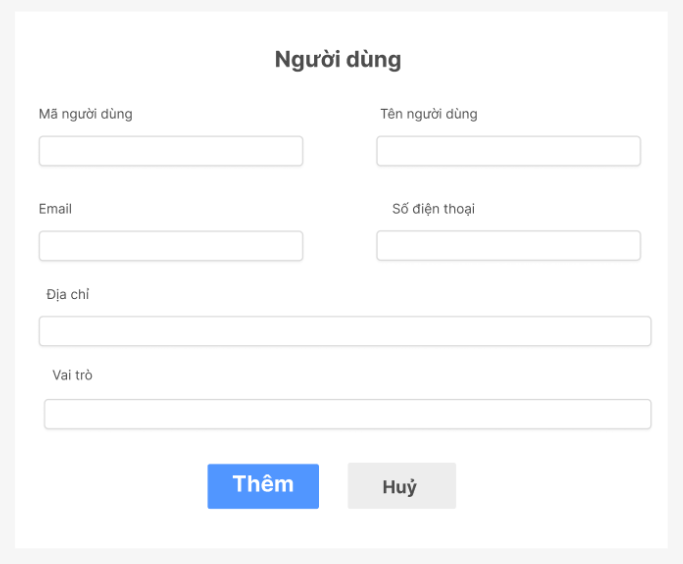 Người dùng
Mã người dùng
Tên người dùng
Email
Số điện thoại
Địa chỉ
Vai trò
Thêm
Huỷ